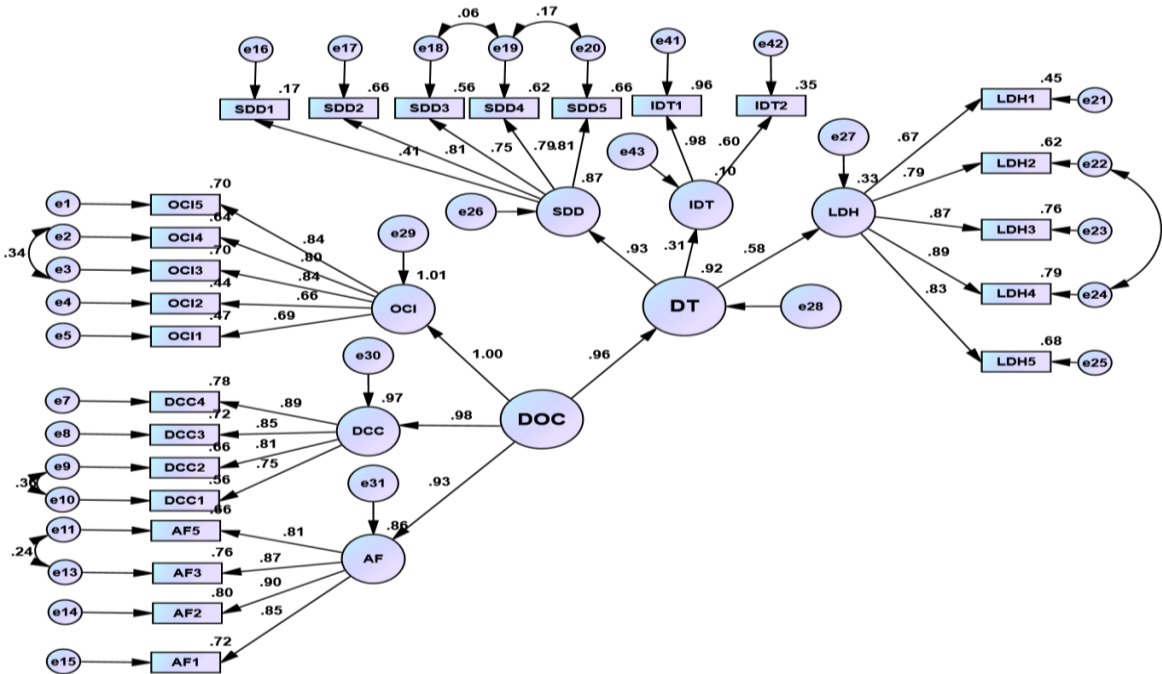 .06 .17
e16 e17 e18 e19 e20 e41 e42
.17 .66 .56 .62 .66 .96 .35 .45
SDD1 SDD2 SDD3 SDD4 SDD5 IDT1 IDT2 LDH1 e21
.41 .81 .75 .79 .81 .98 .60 .67
e43 e27 .62
.87 .10 .33 .79 LDH2 e22
e26 SDD IDT LDH .87 .76
.70 LDH3 e23
e1 OCI5 e29 .93 .31 .58 .89
.64 .84 .79
e2 OCI4 .80 1.01 .92 .83 LDH4 e24
.34 .70
e3 OCI3 .84
.44 .66
e4 OCI2 OCI DT e28
.47 .69
e5 OCI1 .68
e30 1.00 .96 LDH5 e25
.78 .97
e7 DCC4 .89
.72 .85 DCC .98 DOC
e8 DCC3
.66 .81
e9 DCC2 .75
.56 e31 .93
e10 DCC1
.66 .86
e11 AF5 .81
.24 .76 .87 AF
e13 AF3
.80 .90
e14 AF2 .85
.72
e15 AF1